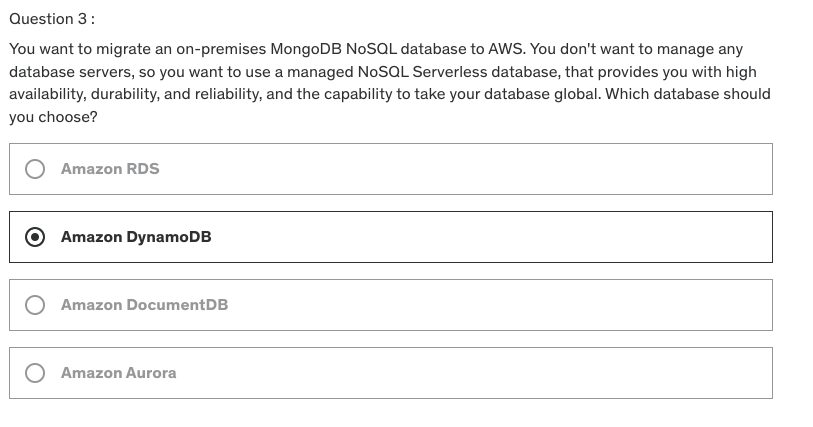 Question 3 :
You want to migrate an on-premises MongoDB NoSQL database to AWS. You don't want to manage any
database servers, so you want to use a managed NoSQL Serverless database, that provides you with high
availability, durability, and reliability, and the capability to take your database global. Which database should
you choose?
Amazon RDS
Amazon DynamoDB
Amazon DocumentDB
Amazon Aurora